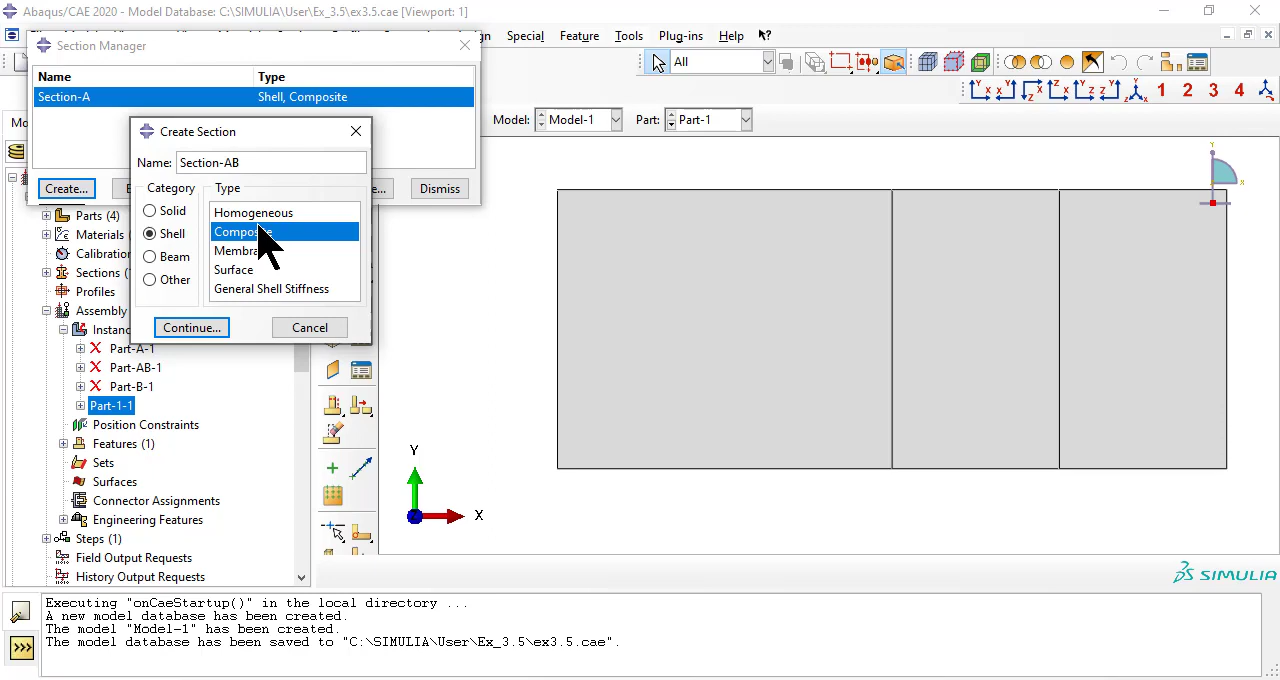 Abaqus/CAE 2020 - Model Database: C:\SIMULIA\User\Ex_3.5\ex3.5.cae [Viewport: 1]
Special Feature Tools Plug-ins Help
Section Manager
All
Name Type
Section-A Shell, Composite
1 2 3 4
Model: Model-1 Part: Part-1
Create Section
Name: Section-AB
Create... Dismiss
Category Type
Solid
Shell
Beam
Other
Homogeneous
Surface
General Shell Stiffness
Continue... Cancel
Parts (4)
Materials
Sections
Profiles
Assembly
Part-A-1
Part-AB-1
Part-B-1
Part-1-1
Position Constraints
Features (1)
Sets
Surfaces
Connector Assignments
Engineering Features
Steps (1)
Field Output Requests
History Output Requests
Y
X
Y
X
SIMULIA
Executing "onCaeStartup()" in the local directory ...
A new model database has been created.
The model "Model-1" has been created.
The model database has been saved to "C:\SIMULIA\User\Ex_3.5\ex3.5.cae".